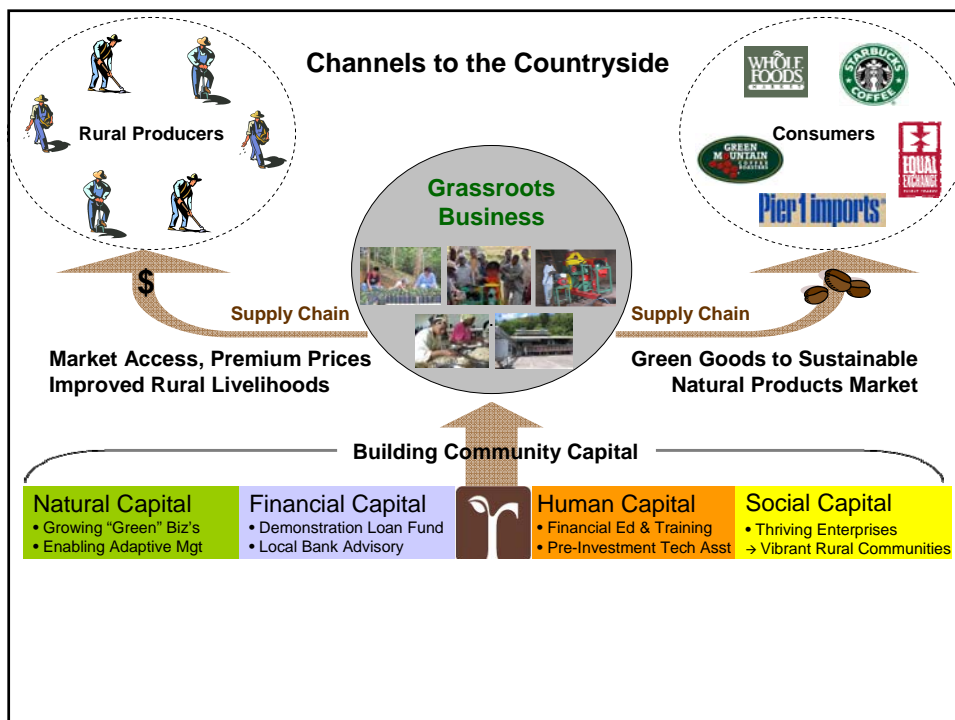 Channels to the Countryside
Rural Producers
WHOLE
FOODS
MARKET
STARBUCKS
COFFEE
Consumers
GREEN
MOUNTAIN
COFFEE
ROASTERS
EQUAL
EXCHANGE
Pier 1 imports®
Grassroots
Business
$
Supply Chain
Supply Chain
Market Access, Premium Prices
Improved Rural Livelihoods
Green Goods to Sustainable
Natural Products Market
Building Community Capital
Natural Capital
• Growing “Green” Biz’s
• Enabling Adaptive Mgt
Financial Capital
• Demonstration Loan Fund
• Local Bank Advisory
Human Capital
• Financial Ed & Training
• Pre-Investment Tech Asst
Social Capital
• Thriving Enterprises
→ Vibrant Rural Communities